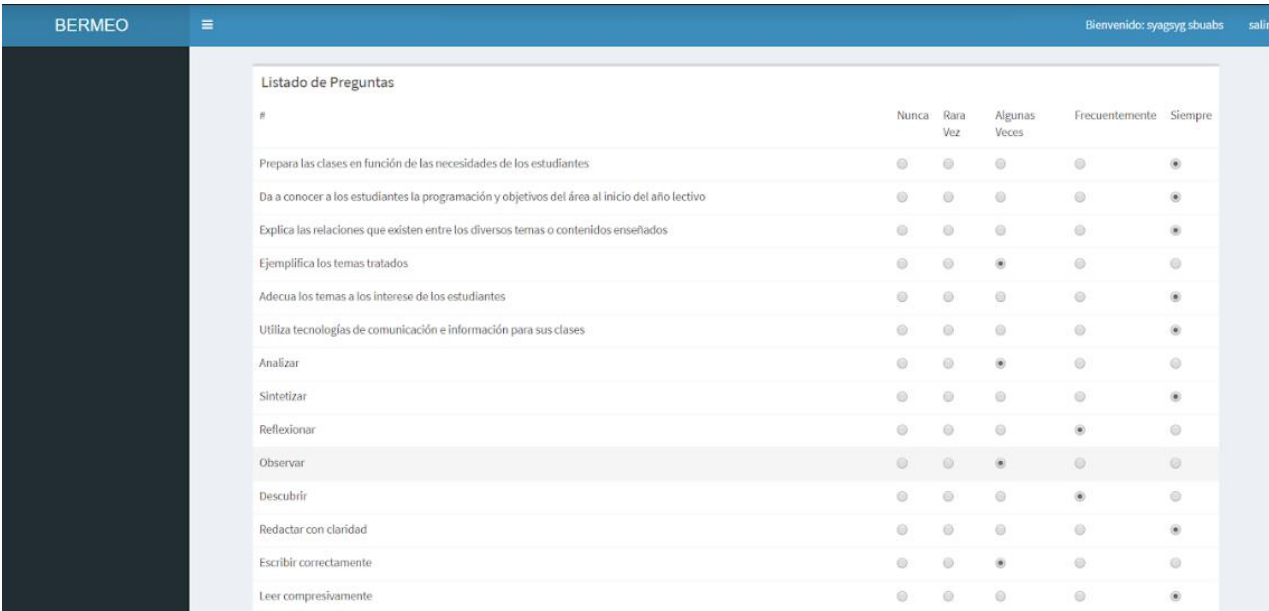 BERMEO
Bienvenido: syagsyg sbuabs salir
Listado de Preguntas
# Nunca Rara Vez Algunas Veces Frecuentemente Siempre
Prepara las clases en función de las necesidades de los estudiantes
Da a conocer a los estudiantes la programación y objetivos del área al inicio del año lectivo
Explica las relaciones que existen entre los diversos temas o contenidos enseñados
Ejemplifica los temas tratados
Adecua los temas a los interese de los estudiantes
Utiliza tecnologías de comunicación e información para sus clases
Analizar
Sintetizar
Reflexionar
Observar
Descubrir
Redactar con claridad
Escribir correctamente
Leer compresivamente